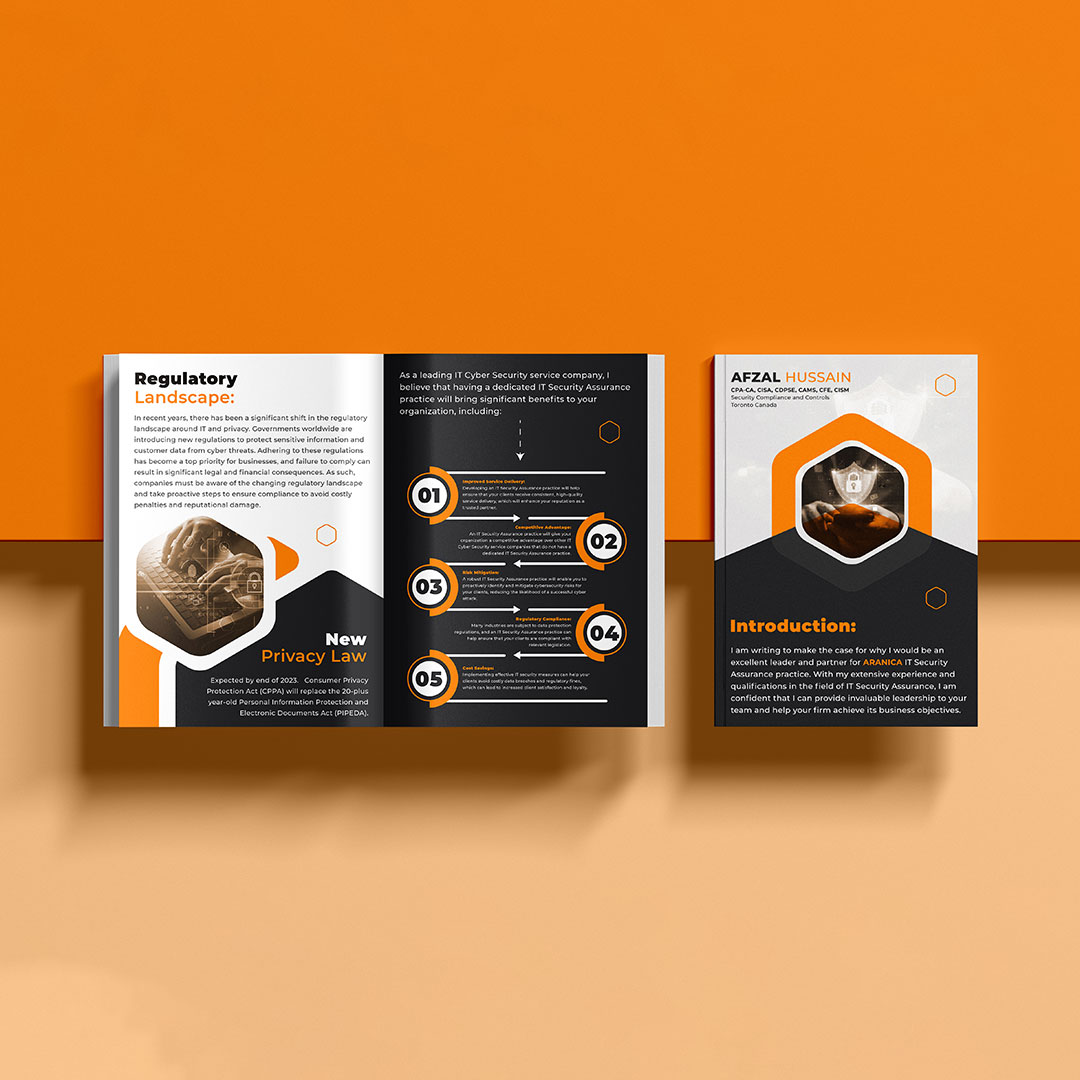 Regulatory
Landscape:
In recent years, there has been a significant shift in the regulatory
landscape around IT and privacy. Governments worldwide are
introducing new regulations to protect sensitive information and
customer data from cyber threats. Adhering to these regulations
has become a top priority for businesses, and failure to comply can
result in significant legal and financial consequences. As such,
companies must be aware of the changing regulatory landscape
and take proactive steps to ensure compliance to avoid costly
penalties and reputational damage.
New
Privacy Law
Expected by end of 2023. Consumer Privacy
Protection Act (CPPA) will replace the 20-plus
year-old Personal Information Protection and
Electronic Documents Act (PIPEDA).
As a leading IT Cyber Security service company, I
believe that having a dedicated IT Security Assurance
practice will bring significant benefits to your
organization, including:
01
Improved Service Delivery:
Developing an IT Security Assurance practice will help
ensure that your clients receive consistent, high-quality
service delivery, which will enhance your reputation as a
trusted partner.
02
Competitive Advantage:
An IT Security Assurance practice will give your
organization a competitive advantage over other IT
Cyber Security service companies that do not have a
dedicated IT Security Assurance practice.
03
Risk Mitigation:
A robust IT Security Assurance practice will enable you to
proactively identify and mitigate cybersecurity risks for
your clients, reducing the likelihood of a successful cyber
attack.
04
Regulatory Compliance:
Many industries are subject to data protection
regulations, and an IT Security Assurance practice can
help ensure that your clients are compliant with
relevant legislation.
05
Cost Savings:
Implementing effective IT security measures can help your
clients avoid costly data breaches and regulatory fines,
which can lead to increased client satisfaction and loyalty.
AFZAL HUSSAIN
CPA-CA, CISA, CDPSE, CAMS, CFE, CISM
Security Compliance and Controls
Toronto Canada
Introduction:
I am writing to make the case for why I would be an
excellent leader and partner for ARANICA IT Security
Assurance practice. With my extensive experience and
qualifications in the field of IT Security Assurance, I am
confident that I can provide invaluable leadership to your
team and help your firm achieve its business objectives.